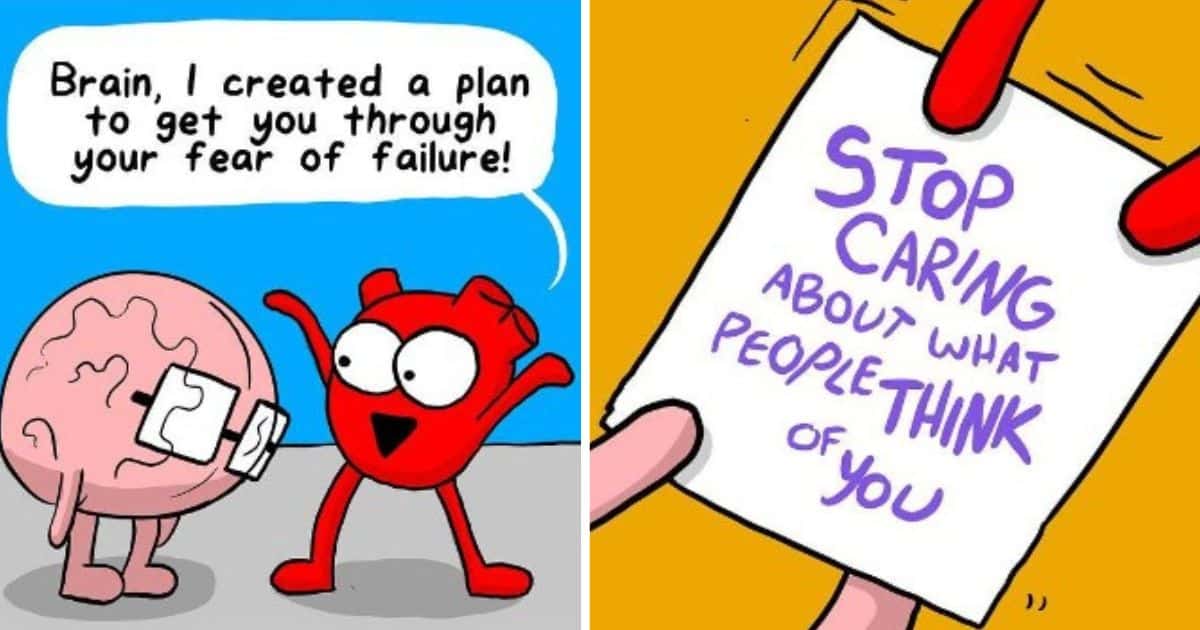 Brain, I created a plan
to get you through
your fear of failure!
STOP
CARING
ABOUT WHAT
PEOPLE THINK
OF YOU